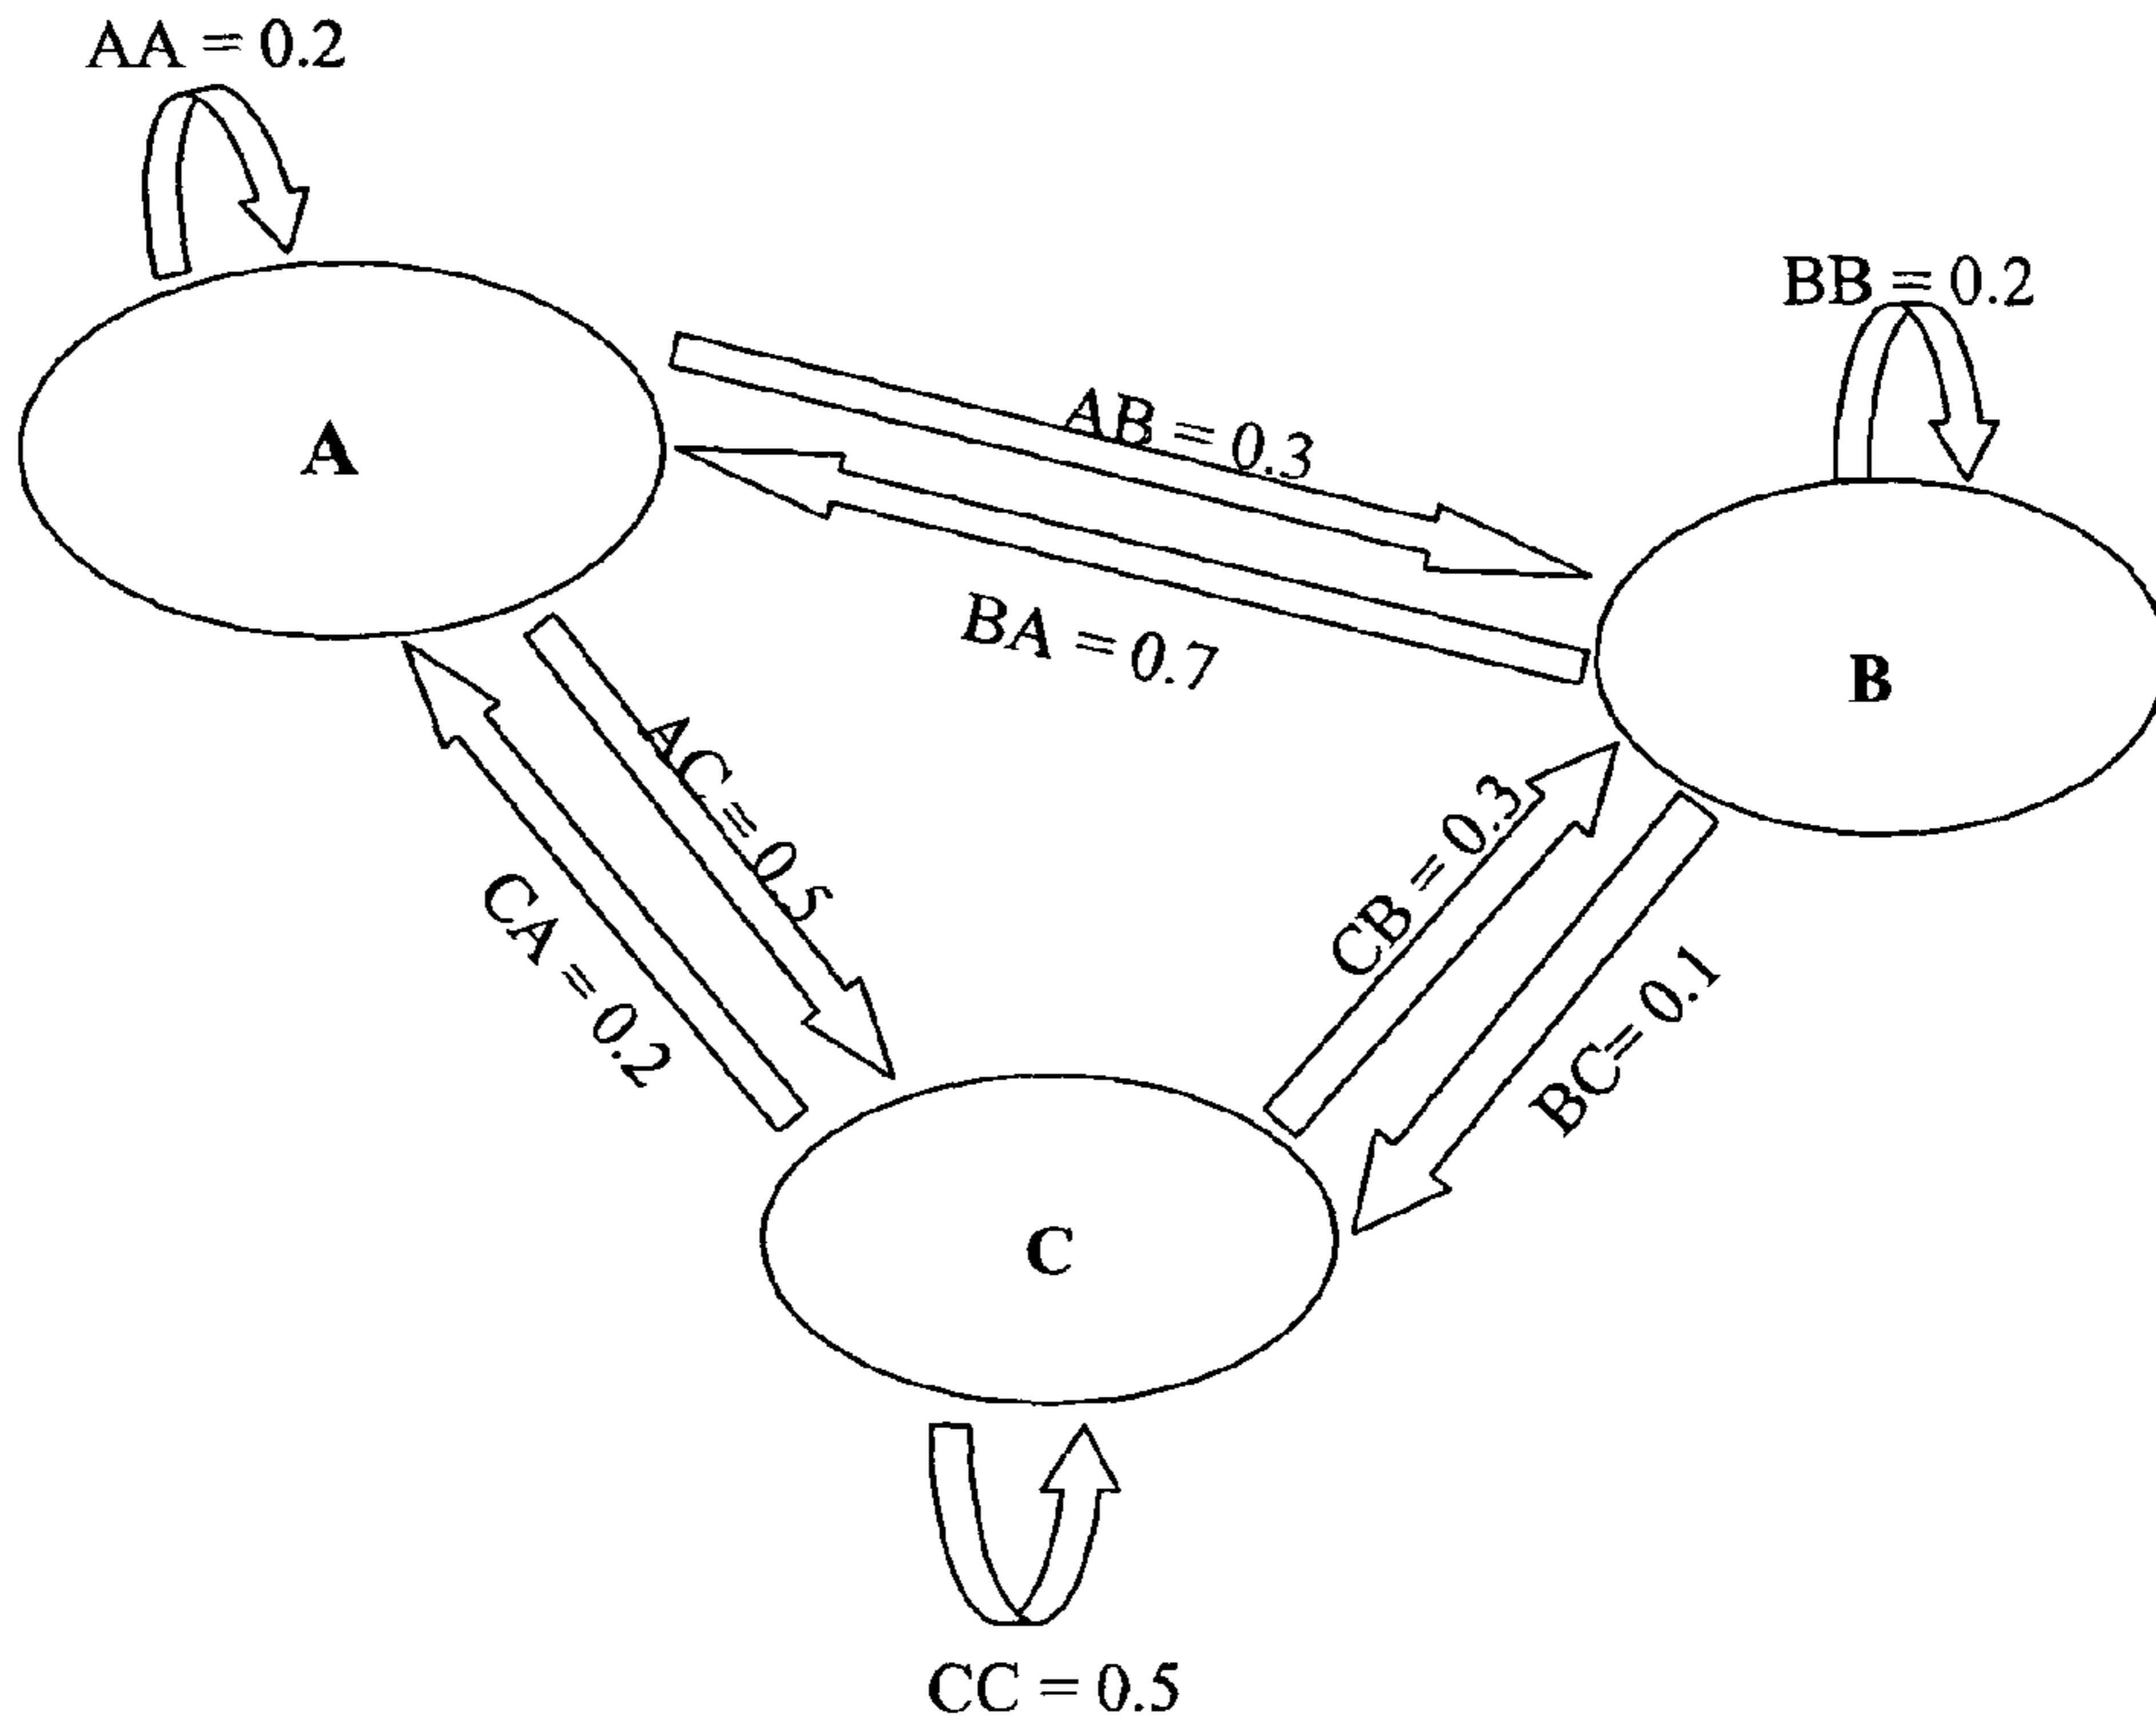 AA = 0.2
BB = 0.2
AB = 0.3
A
BA = 0.7
B
AC = 0.5
CB = 0.3
CA = 0.2
BC= 0.1
C
CC = 0.5